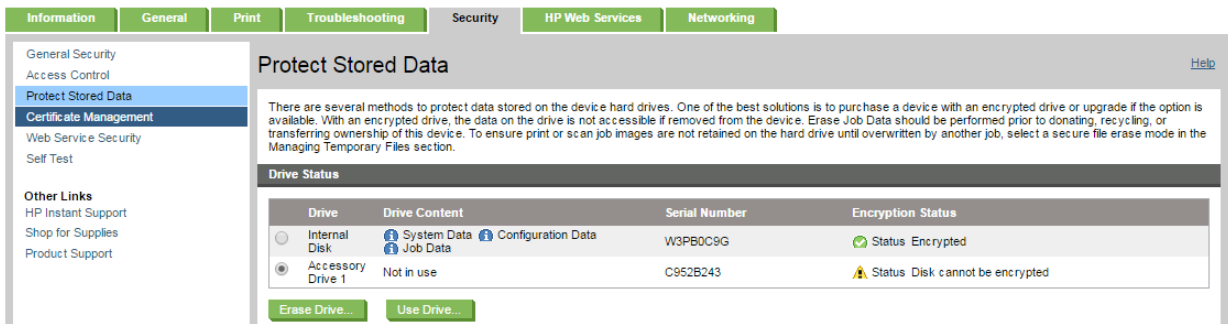 Information General Print Troubleshooting Security HP Web Services Networking
General Security
Access Control
Protect Stored Data
Certificate Management
Web Service Security
Self Test
Other Links
HP Instant Support
Shop for Supplies
Product Support
Protect Stored Data
Help
There are several methods to protect data stored on the device hard drives. One of the best solutions is to purchase a device with an encrypted drive or upgrade if the option is
available. With an encrypted drive, the data on the drive is not accessible if removed from the device. Erase Job Data should be performed prior to donating, recycling, or
transferring ownership of this device. To ensure print or scan job images are not retained on the hard drive until overwritten by another job, select a secure file erase mode in the
Managing Temporary Files section.
Drive Status
Drive Drive Content Serial Number Encryption Status
Internal
Disk
System Data Configuration Data
Job Data
W3PB0C9G
Status Encrypted
Accessory
Drive 1
Not in use
C952B243
Status Disk cannot be encrypted
Erase Drive... Use Drive...